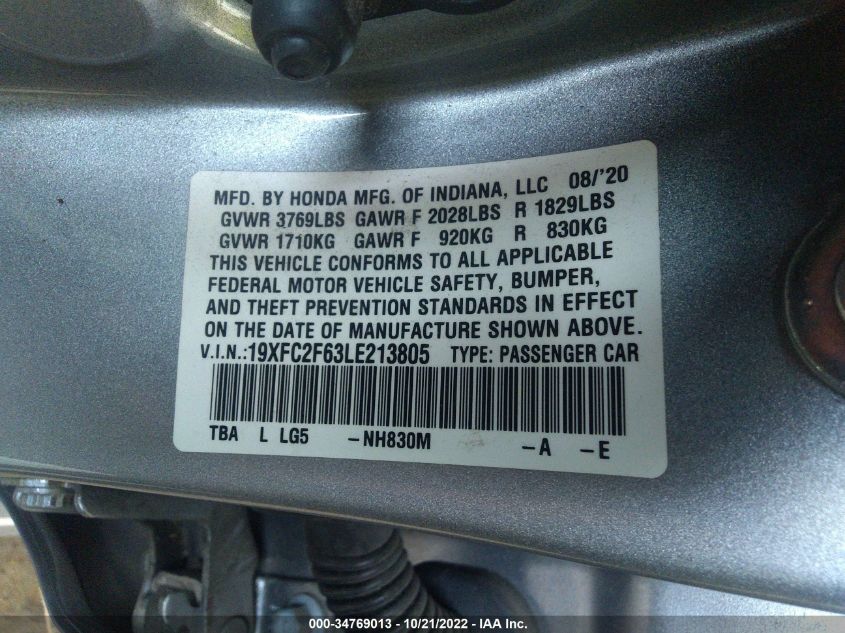 MFD. BY HONDA MFG. OF INDIANA, LLC 08/'20
GVWR 3769LBS GAWR F 2028LBS R 1829LBS
GVWR 1710KG GAWR F 920KG R 830KG
THIS VEHICLE CONFORMS TO ALL APPLICABLE
FEDERAL MOTOR VEHICLE SAFETY, BUMPER,
AND THEFT PREVENTION STANDARDS IN EFFECT
ON THE DATE OF MANUFACTURE SHOWN ABOVE.
V.I.N.:19XFC2F63LE213805 TYPE: PASSENGER CAR
TBA L LG5 -NH830M -A -E
000-34769013 - 10/21/2022 - IAA Inc.